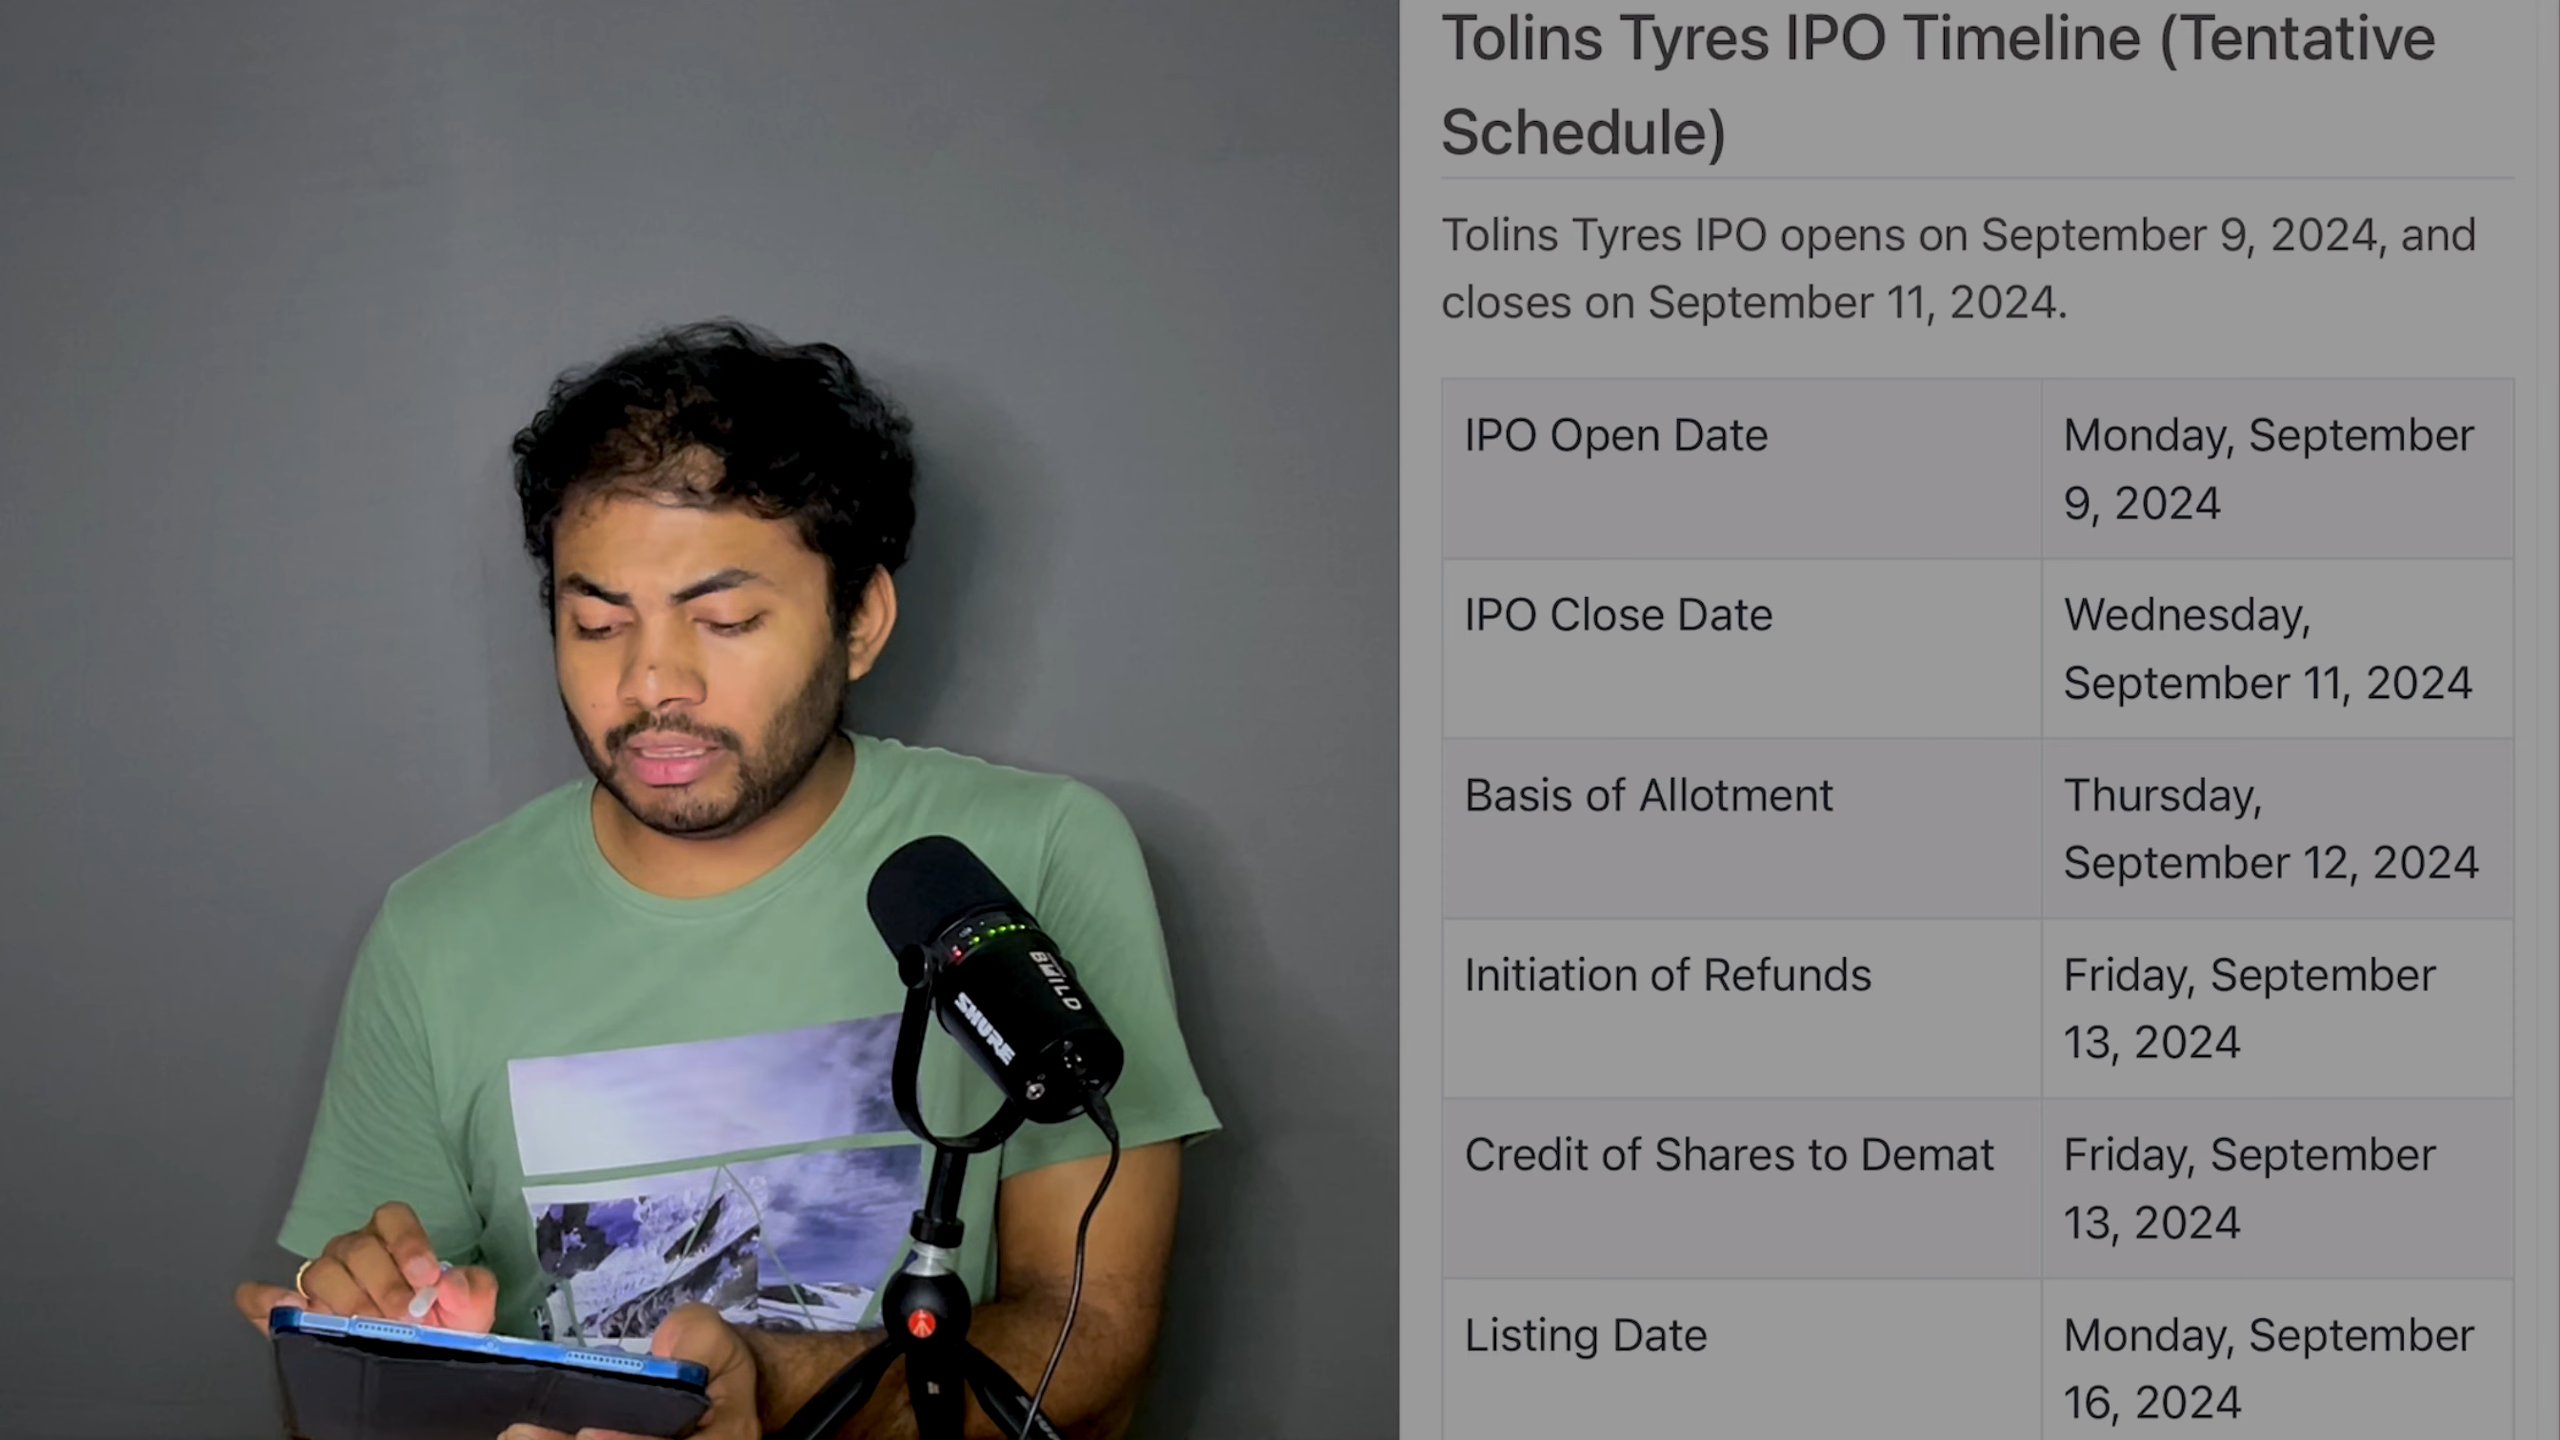 Tolins Tyres IPO Timeline (Tentative
Schedule)
Tolins Tyres IPO opens on September 9, 2024, and
closes on September 11, 2024.
IPO Open Date
Monday, September
9, 2024
IPO Close Date
Wednesday,
September 11, 2024
Basis of Allotment
Thursday,
September 12, 2024
Initiation of Refunds
Friday, September
13, 2024
Credit of Shares to Demat
Friday, September
13, 2024
Listing Date
Monday, September
16, 2024
SHURE